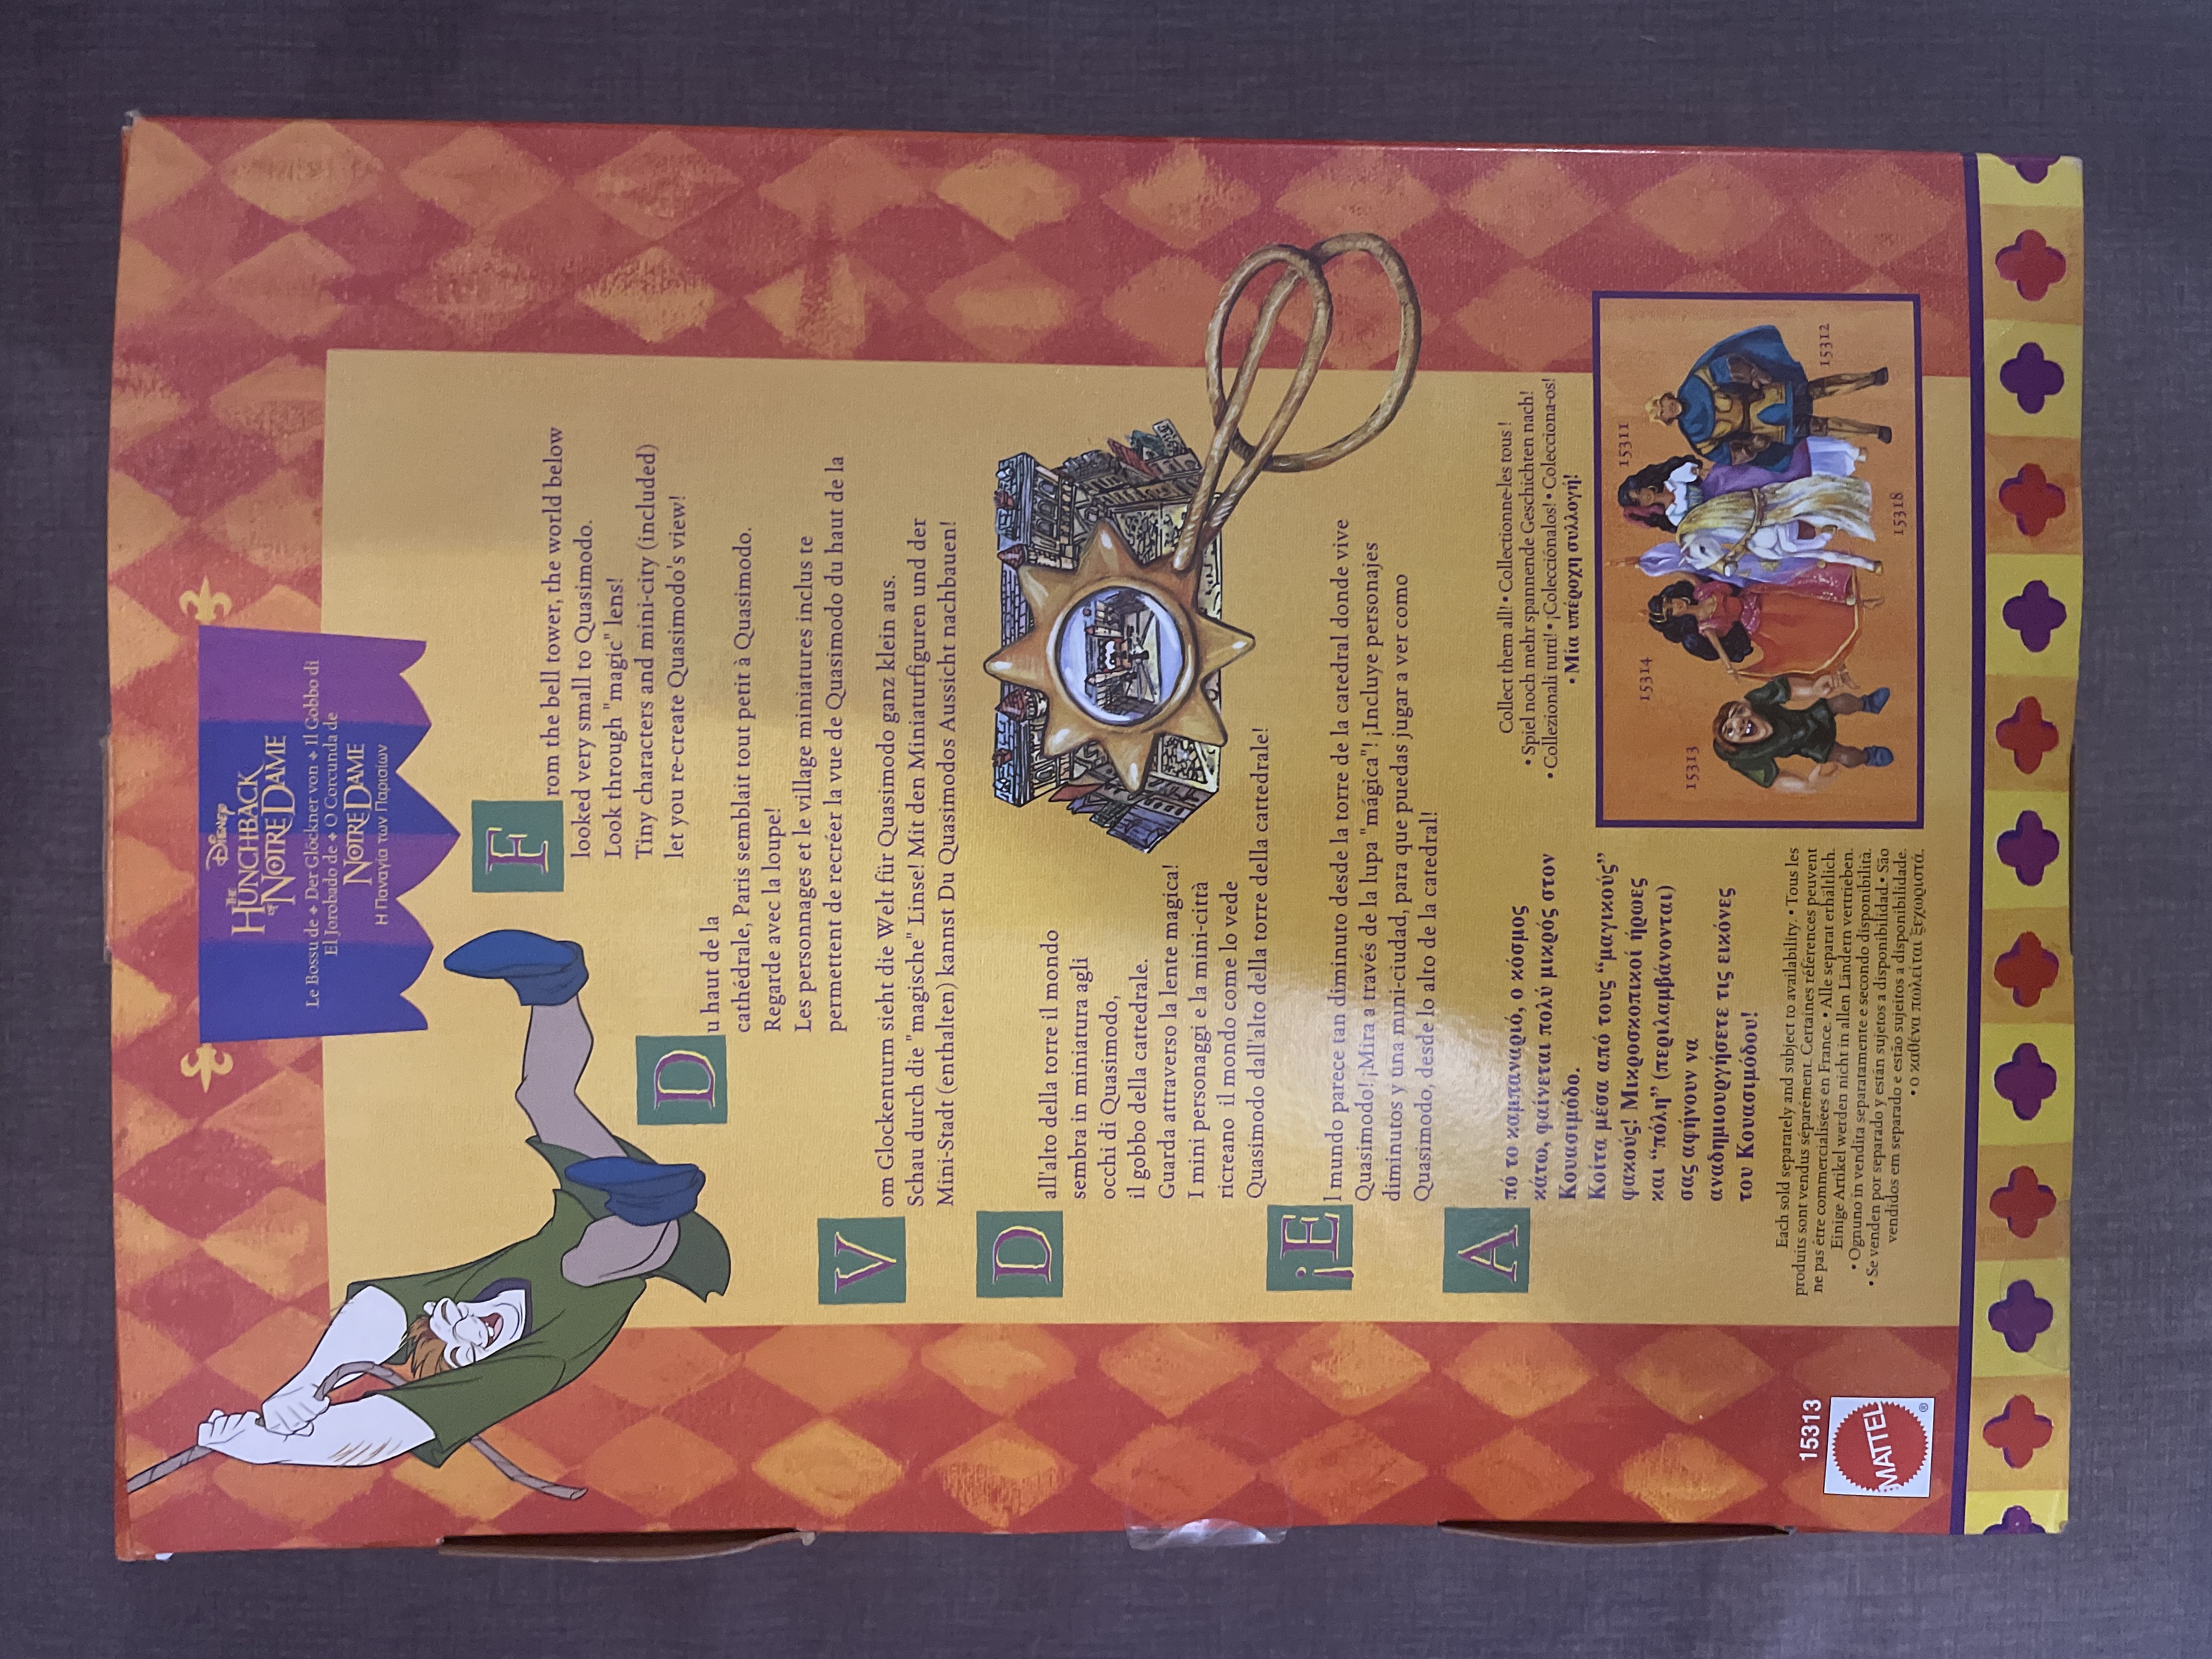 Disney
THE
HUNCHBACK
OF NOTRE DAME
Le Bossu de ✦ Der Glöckner von ✦ Il Gobbo di
El Jorobado de ✦ O Corcunda de
NOTRE DAME
Η Παναγία των Παρισίων
From the bell tower, the world below
looked very small to Quasimodo.
Look through "magic" lens!
Tiny characters and mini-city (included)
let you re-create Quasimodo's view!
Du haut de la
cathédrale, Paris semblait tout petit à Quasimodo.
Regarde avec la loupe!
Les personnages et le village miniatures inclus te
permettent de recréer la vue de Quasimodo du haut de la
Vom Glockenturm sieht die Welt für Quasimodo ganz klein aus.
Schau durch die "magische" Linse! Mit den Miniaturfiguren und der
Mini-Stadt (enthalten) kannst Du Quasimodos Aussicht nachbauen!
Dall'alto della torre il mondo
sembra in miniatura agli
occhi di Quasimodo,
il gobbo della cattedrale.
Guarda attraverso la lente magica!
I mini personaggi e la mini-città
ricreano il mondo come lo vede
Quasimodo dall'alto della torre della cattedrale!
¡El mundo parece tan diminuto desde la torre de la catedral donde vive
Quasimodo! ¡Mira a través de la lupa "mágica"! ¡Incluye personajes
diminutos y una mini-ciudad, para que puedas jugar a ver como
Quasimodo, desde lo alto de la catedral!
Από το καμπαναριό, ο κόσμος
κάτω, φαίνεται πολύ μικρός στον
Κουασιμόδο.
Κοίτα μέσα από τους “μαγικούς”
φακούς! Μικροσκοπικοί ήρωες
και “πόλη” (περιλαμβάνονται)
σας αφήνουν να
αναδημιουργήσετε τις εικόνες
του Κουασιμόδου!
Collect them all! • Collectionne-les tous !
• Spiel noch mehr spannende Geschichten nach!
• Collezionali tutti! • ¡Colecciónalos! • Colecciona-os!
• Μία υπέροχη συλλογή!
15311
15314
15313
15312
15318
Each sold separately and subject to availability. • Tous les
produits sont vendus séparément. Certaines références peuvent
ne pas être commercialisées en France. • Alle separat erhältlich.
Einige Artikel werden nicht in allen Ländern vertrieben.
• Ognuno in vendita separatamente e secondo disponibilità.
• Se venden por separado y están sujetos a disponibilidad.• São
vendidos em separado e estão sujeitos a disponibilidade.
• ο καθένα πωλείται ξεχωριστά.
15313
MATTEL
®